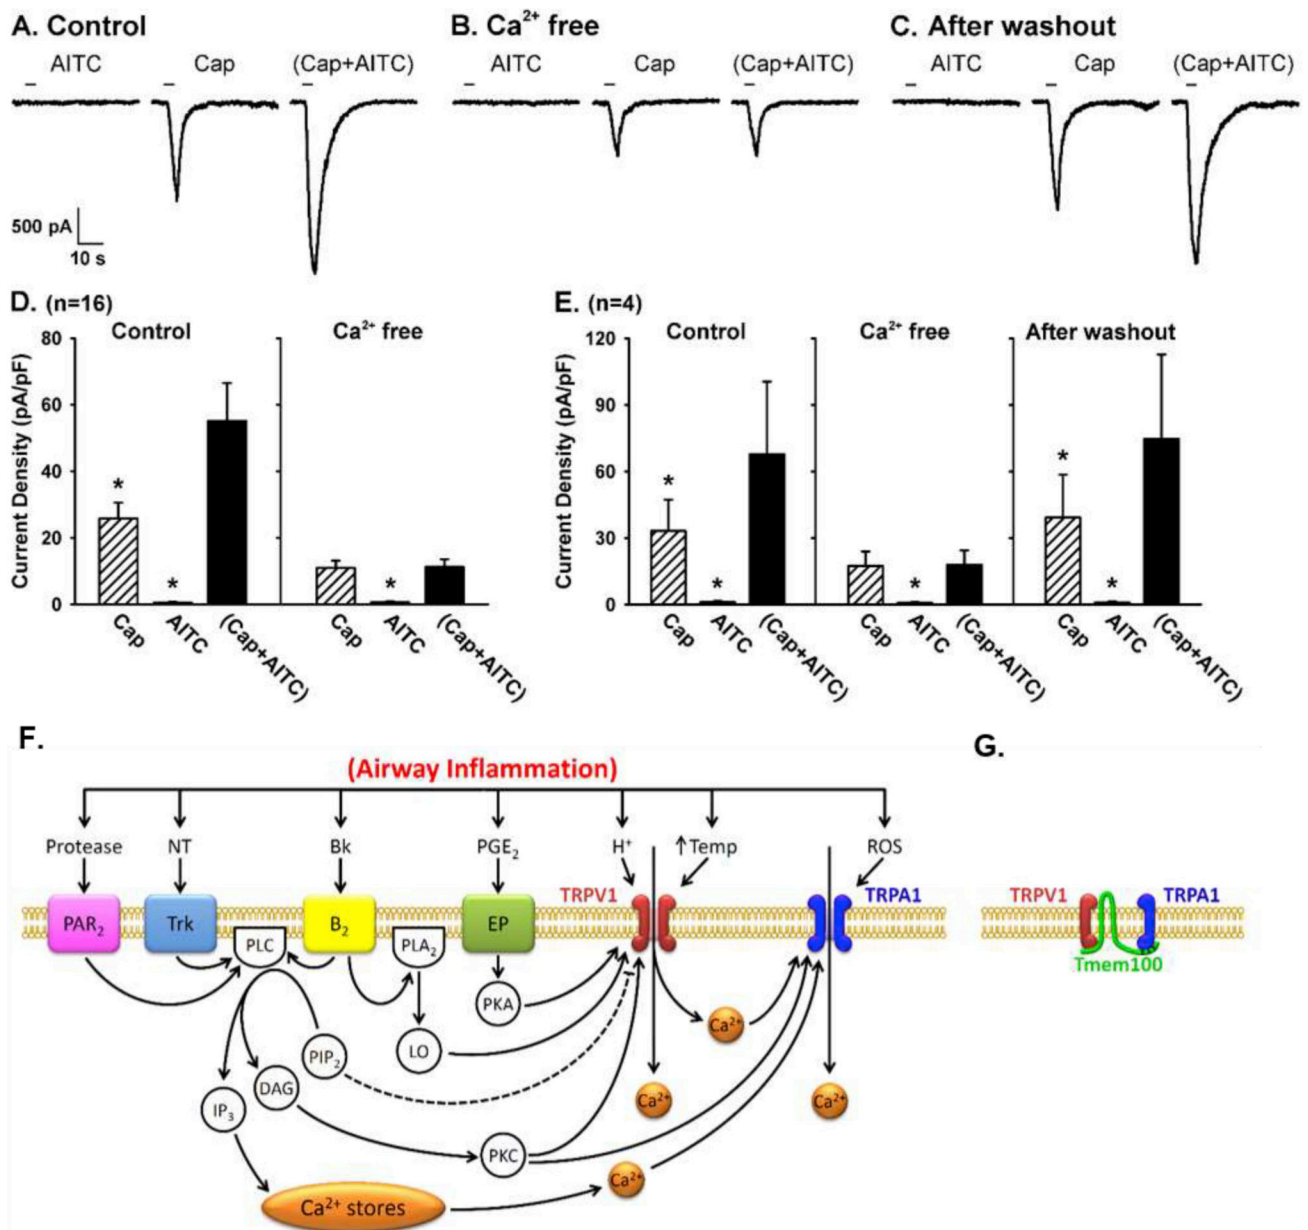 A. Control
B. Ca²⁺ free
C. After washout
AITC Cap (Cap+AITC)
AITC Cap (Cap+AITC)
AITC Cap (Cap+AITC)
500 pA
10 s
D. (n=16)
Control Ca²⁺ free
Current Density (pA/pF)
80
60
40
20
0
*
*
*
Cap AITC (Cap+AITC) Cap AITC (Cap+AITC)
E. (n=4)
Control Ca²⁺ free After washout
Current Density (pA/pF)
120
90
60
30
0
*
*
*
*
*
Cap AITC (Cap+AITC) Cap AITC (Cap+AITC) Cap AITC (Cap+AITC)
F.
(Airway Inflammation)
Protease NT Bk PGE₂ H⁺ ↑Temp ROS
TRPV1 TRPA1
PAR₂ Trk PLC B₂ PLA₂ EP
PKA
LO
PIP₂
DAG
IP₃
PKC
Ca²⁺
Ca²⁺
Ca²⁺
Ca²⁺
Ca²⁺ stores
G.
TRPV1 TRPA1
Tmem100